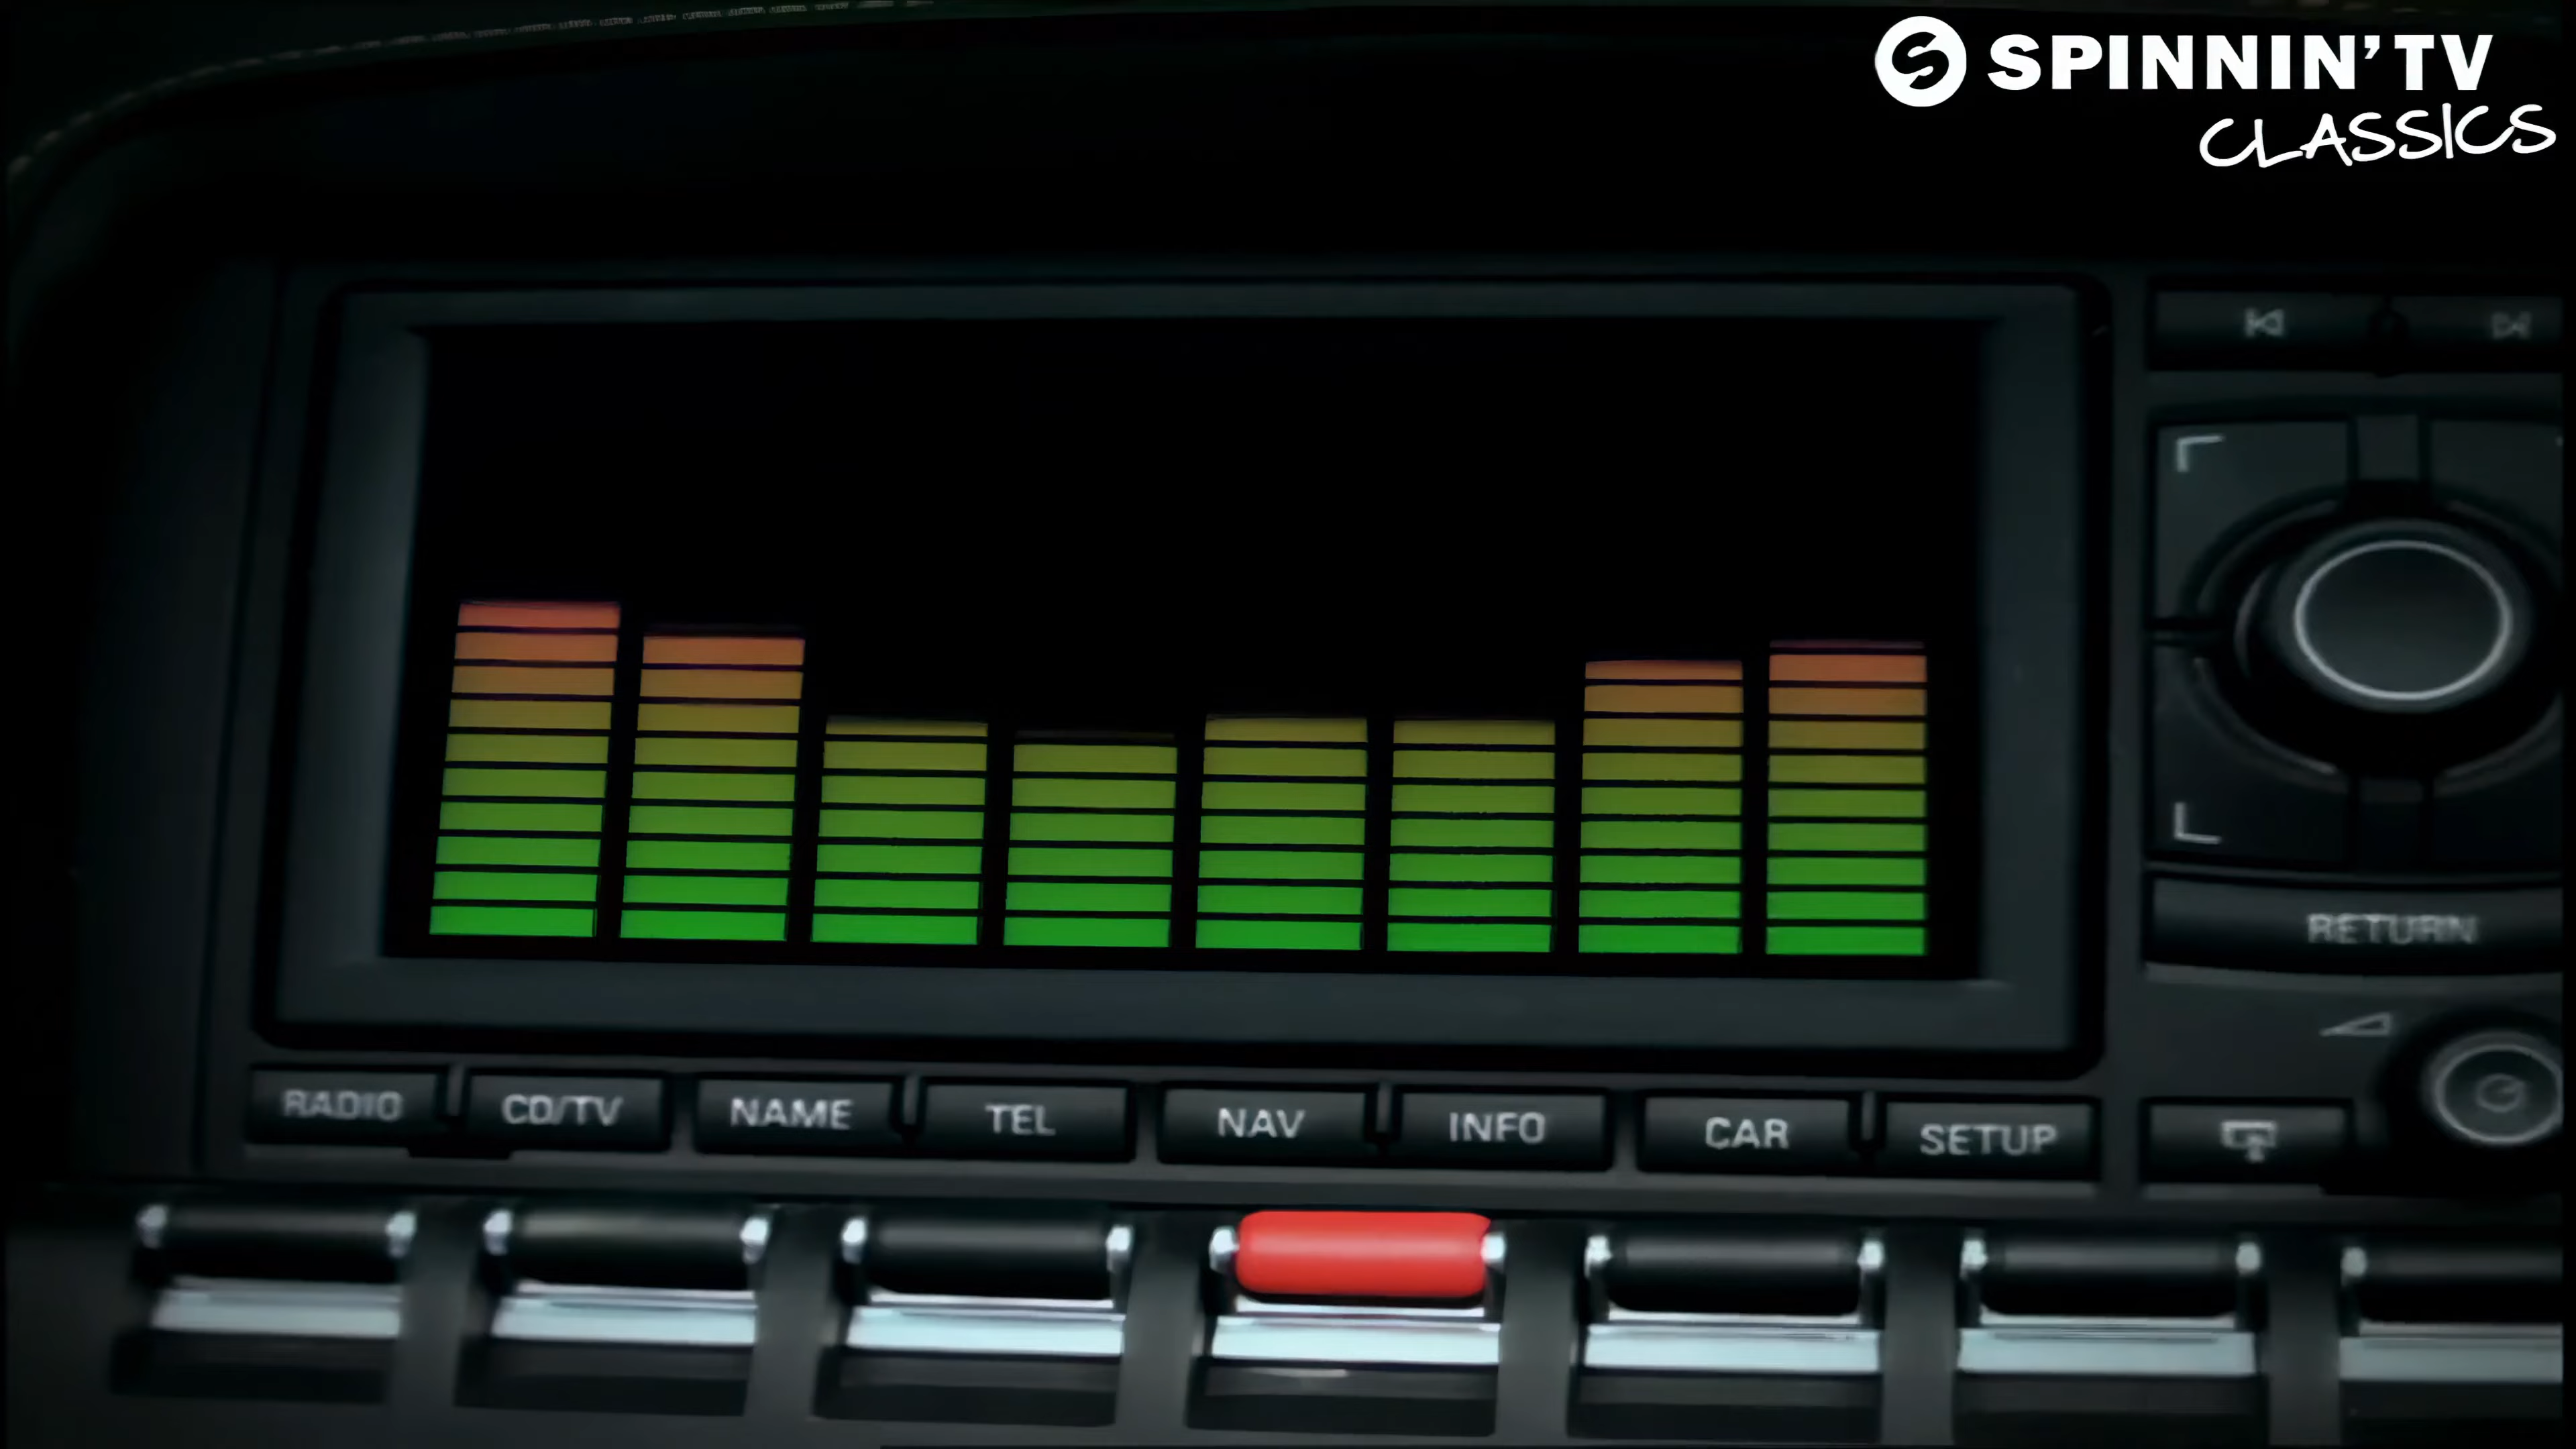 SPINNIN' TV
CLASSICS
RETURN
RADIO
CD/TV
NAME
TEL
NAV
INFO
CAR
SETUP